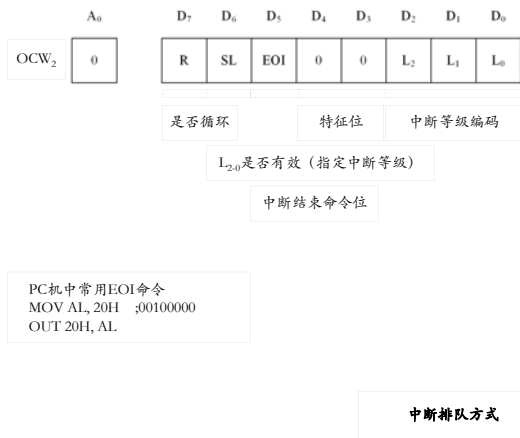 A₀ D₇ D₆ D₅ D₄ D₃ D₂ D₁ D₀
OCW₂ 0 R SL EOI 0 0 L₂ L₁ L₀
是否循环 特征位 中断等级编码
L₂₋₀是否有效（指定中断等级）
中断结束命令位
PC机中常用EOI命令
MOV AL, 20H ;00100000
OUT 20H, AL
中断排队方式